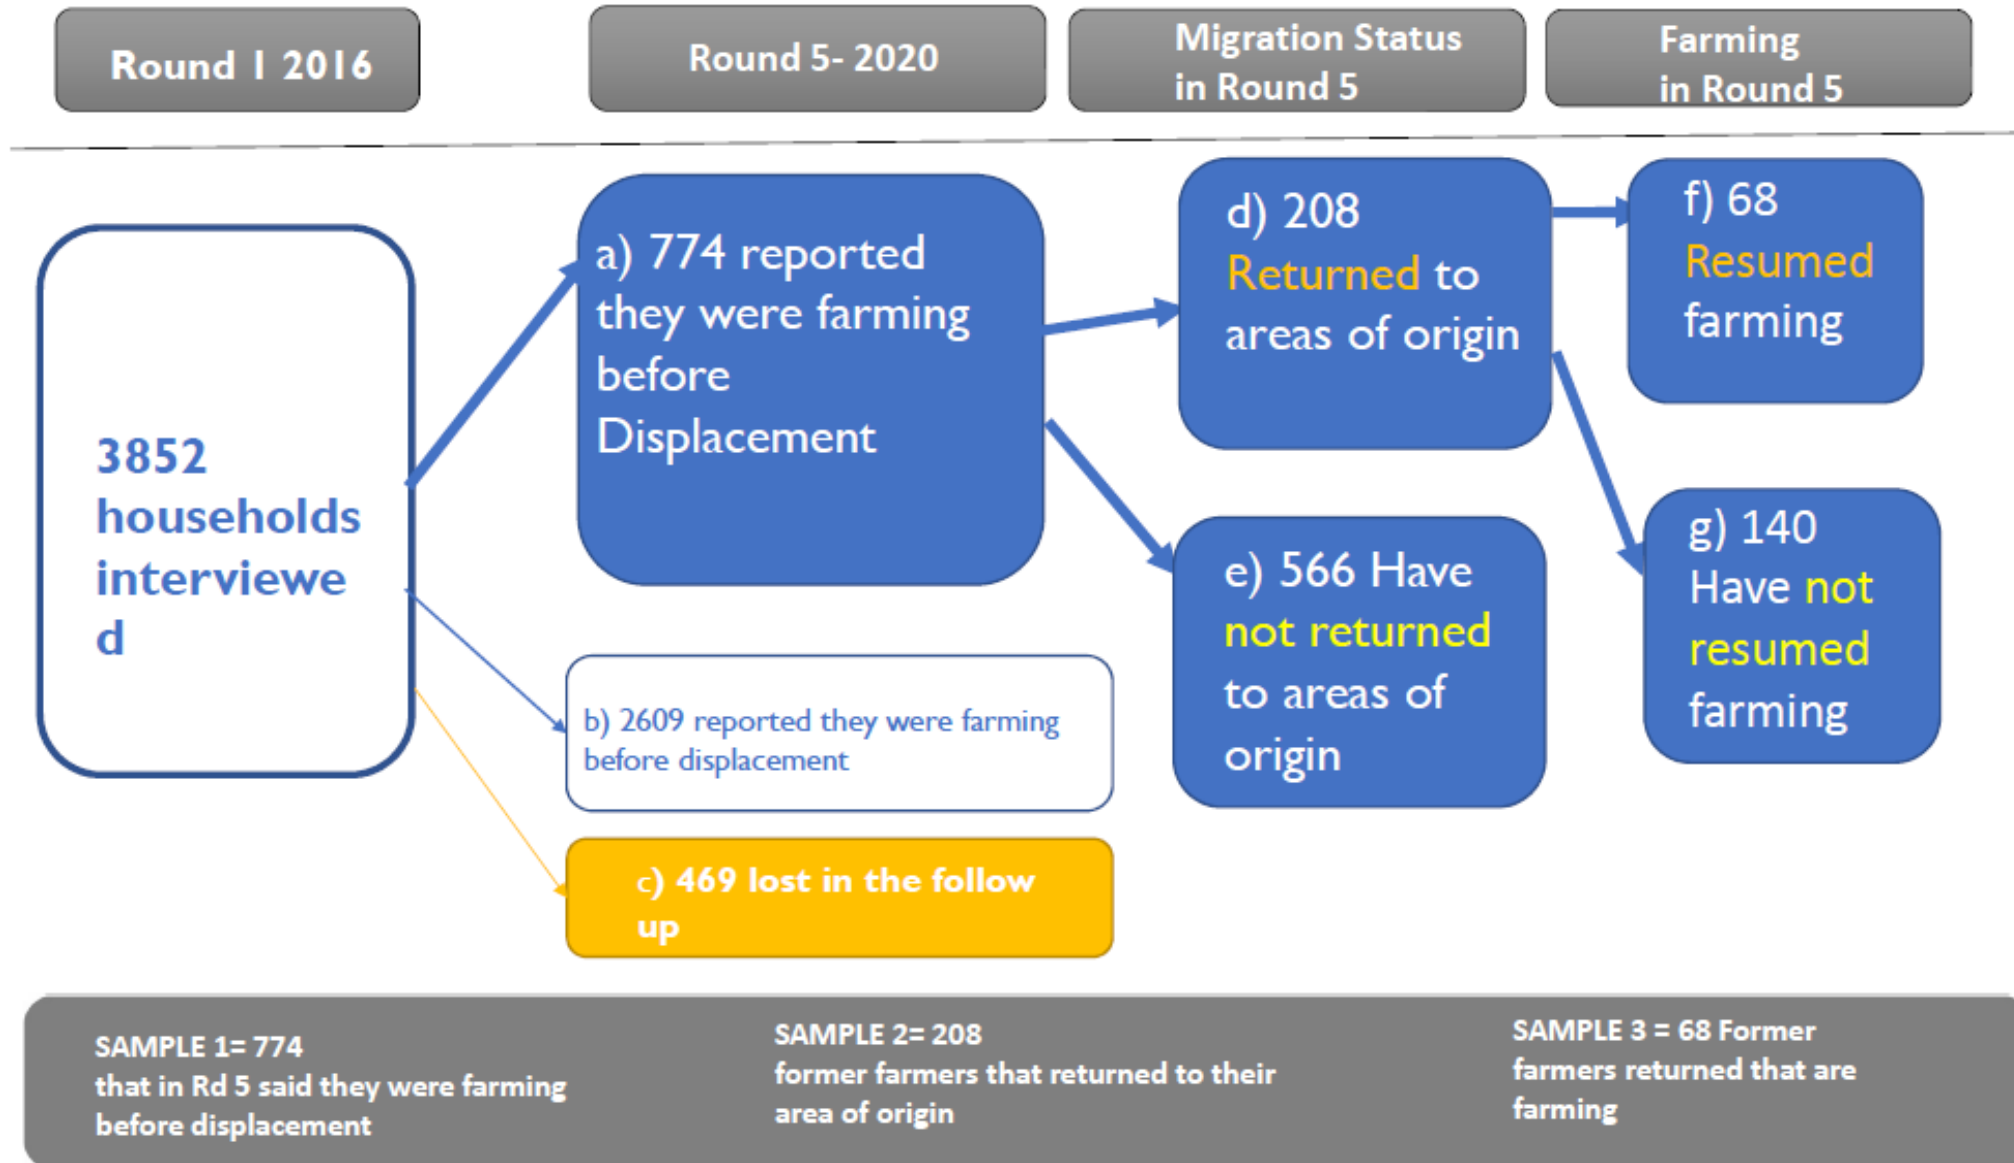 Round 1 2016
Round 5- 2020
Migration Status
in Round 5
Farming
in Round 5
3852
households
interviewe
d
a) 774 reported
they were farming
before
Displacement
b) 2609 reported they were farming
before displacement
c) 469 lost in the follow
up
d) 208
Returned to
areas of origin
e) 566 Have
not returned
to areas of
origin
f) 68
Resumed
farming
g) 140
Have not
resumed
farming
SAMPLE 1= 774
that in Rd 5 said they were farming
before displacement
SAMPLE 2= 208
former farmers that returned to their
area of origin
SAMPLE 3 = 68 Former
farmers returned that are
farming